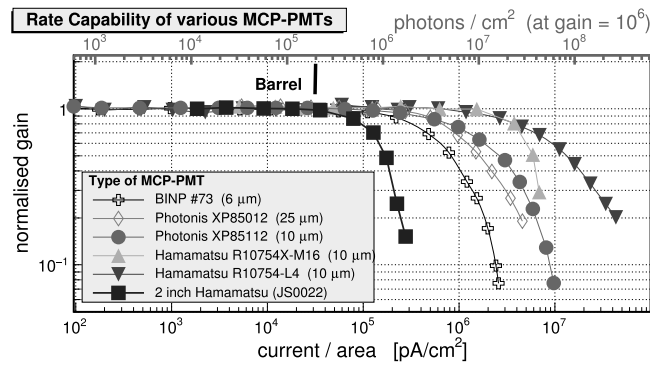 Rate Capability of various MCP-PMTs
photons / cm² (at gain = 10⁶)
10³ 10⁴ 10⁵ 10⁶ 10⁷ 10⁸
Barrel
1
10⁻¹
normalised gain
Type of MCP-PMT
BINP #73 (6 μm)
Photonis XP85012 (25 μm)
Photonis XP85112 (10 μm)
Hamamatsu R10754X-M16 (10 μm)
Hamamatsu R10754-L4 (10 μm)
2 inch Hamamatsu (JS0022)
10² 10³ 10⁴ 10⁵ 10⁶ 10⁷
current / area [pA/cm²]